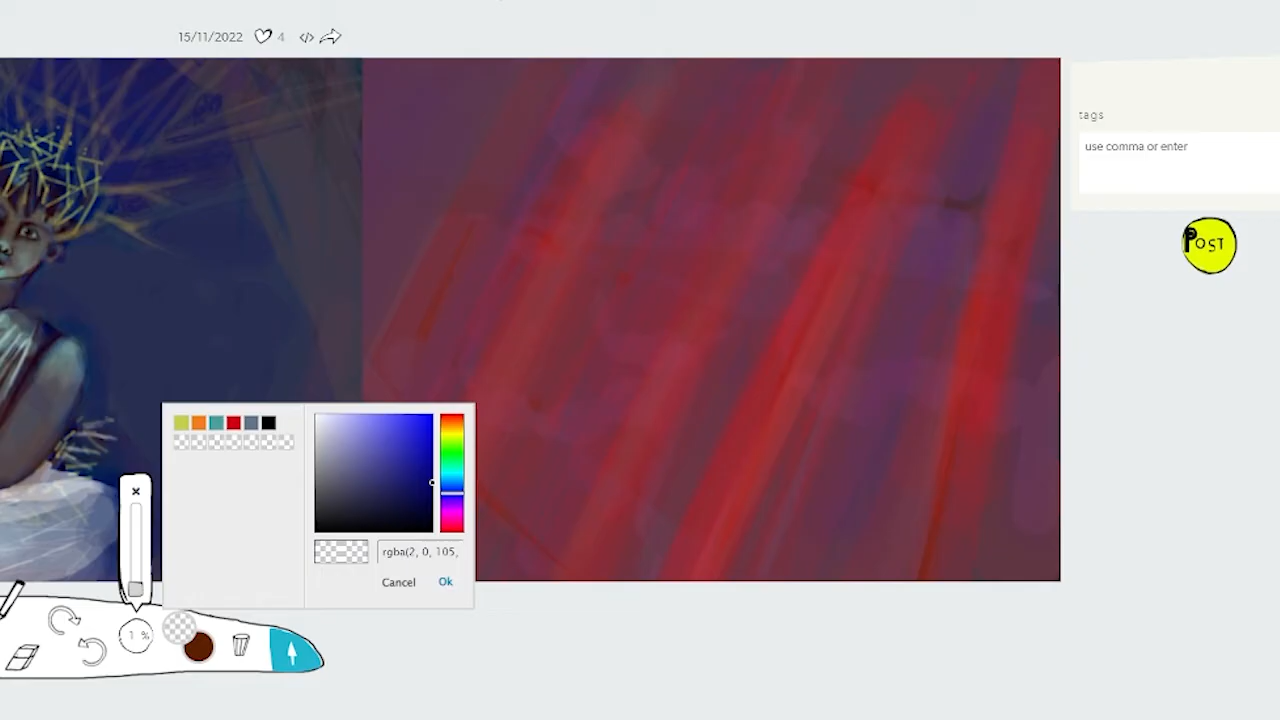 15/11/2022 4 </>
tags
use comma or enter
POST
rgba(2, 0, 105,
Cancel Ok
1 %